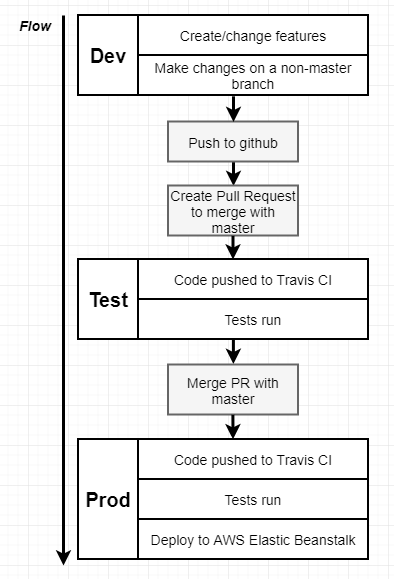 Flow
Dev
Create/change features
Make changes on a non-master
branch
Push to github
Create Pull Request
to merge with
master
Test
Code pushed to Travis CI
Tests run
Merge PR with
master
Prod
Code pushed to Travis CI
Tests run
Deploy to AWS Elastic Beanstalk